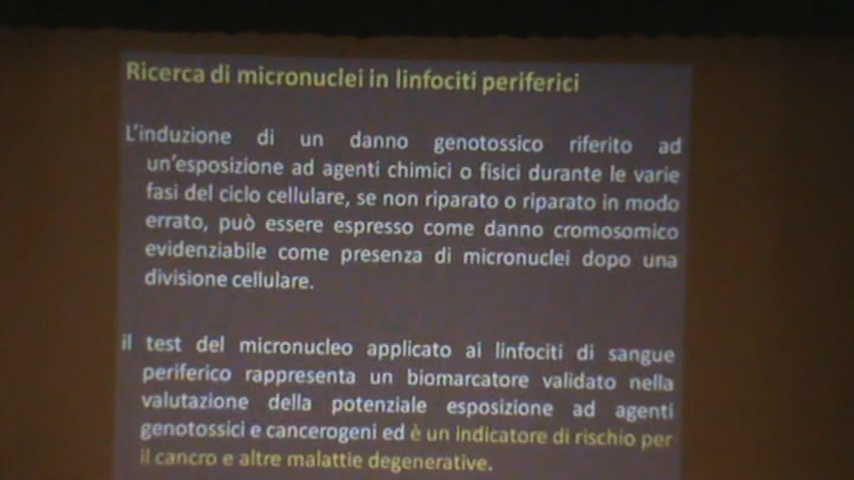 Ricerca di micronuclei in linfociti periferici
L'induzione di un danno genotossico riferito ad
un'esposizione ad agenti chimici o fisici durante le varie
fasi del ciclo cellulare, se non riparato o riparato in modo
errato, può essere espresso come danno cromosomico
evidenziabile come presenza di micronuclei dopo una
divisione cellulare.
il test del micronucleo applicato ai linfociti di sangue
periferico rappresenta un biomarcatore validato nella
valutazione della potenziale esposizione ad agenti
genotossici e cancerogeni ed è un indicatore di rischio per
il cancro e altre malattie degenerative.